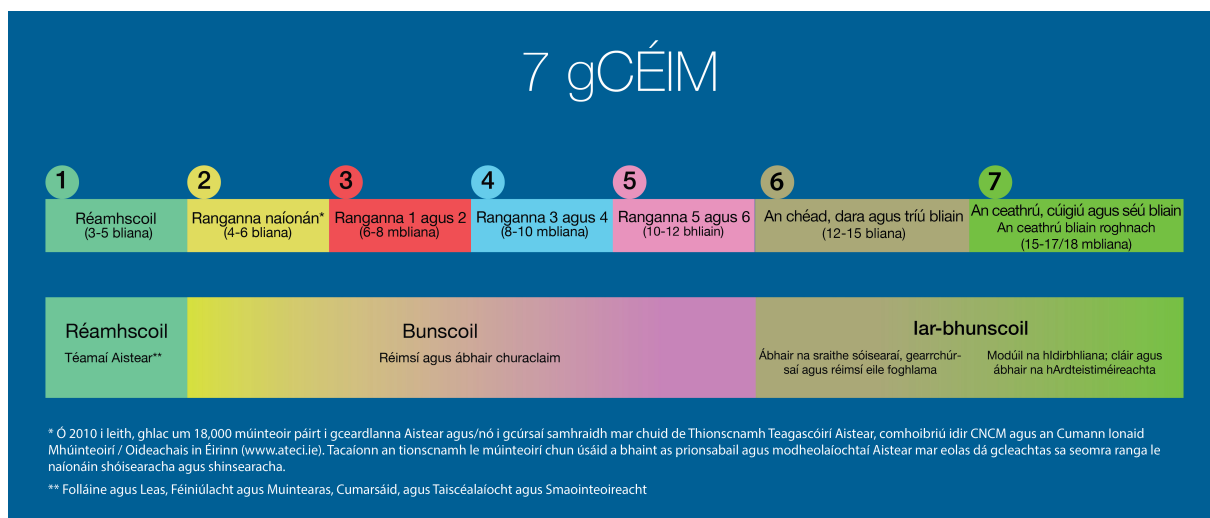 7 gCÉIM
1
2
3
4
5
6
7
Réamhscoil
(3-5 bliana)
Ranganna naíonán*
(4-6 bliana)
Ranganna 1 agus 2
(6-8 mbliana)
Ranganna 3 agus 4
(8-10 mbliana)
Ranganna 5 agus 6
(10-12 bhliain)
An chéad, dara agus tríú bliain
(12-15 bliana)
An ceathrú, cúigiú agus séú bliain
An ceathrú bliain roghnach
(15-17/18 mbliana)
Réamhscoil
Téamaí Aistear**
Bunscoil
Réimsí agus ábhair churaclaim
Iar-bhunscoil
Ábhair na sraithe sóisearaí, gearrchúr-
saí agus réimsí eile foghlama
Modúil na hIdirbhliana; cláir agus
ábhair na hArdteistiméireachta
* Ó 2010 i leith, ghlac um 18,000 múinteoir páirt i gceardlanna Aistear agus/nó i gcúrsaí samhraidh mar chuid de Thionscnamh Teagascóirí Aistear, comhoibriú idir CNCM agus an Cumann Ionaid
Mhúinteoirí / Oideachais in Éirinn (www.ateci.ie). Tacaíonn an tionscnamh le múinteoirí chun úsáid a bhaint as prionsabail agus modheolaíochtaí Aistear mar eolas dá gcleachtas sa seomra ranga le
naíonáin shóisearacha agus shinsearacha.
** Folláine agus Leas, Féiniúlacht agus Muintearas, Cumarsáid, agus Taiscéalaíocht agus Smaointeoireacht